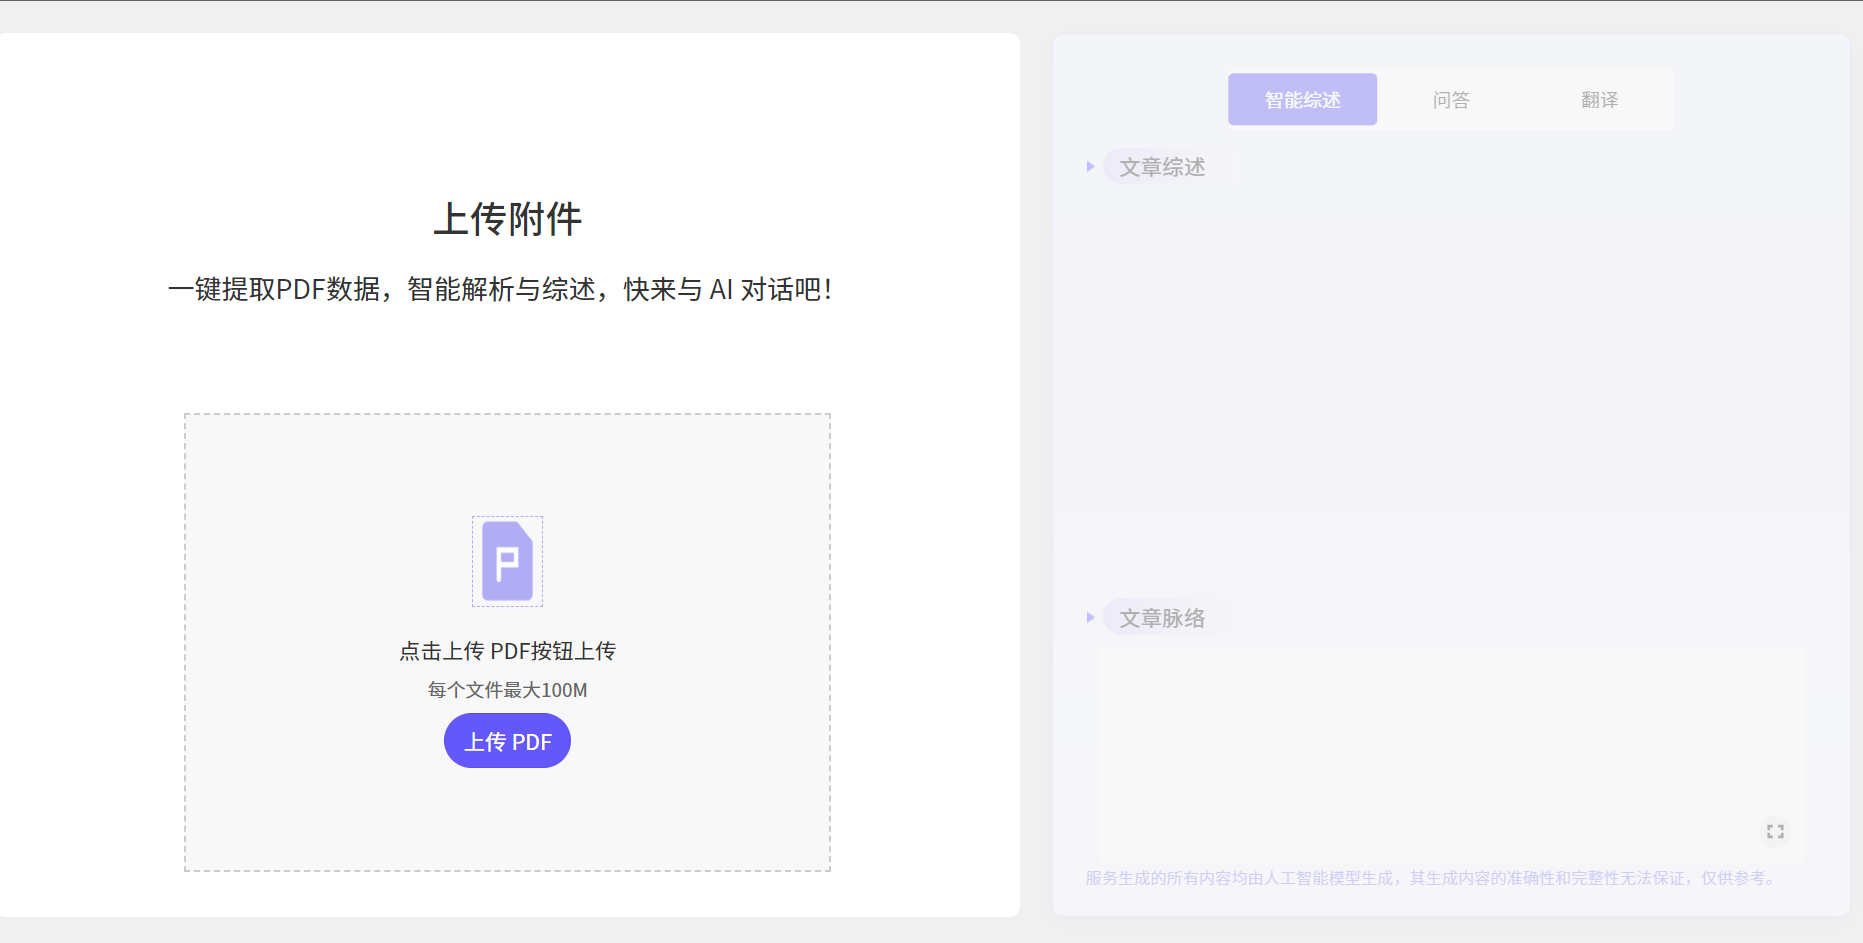 上传附件
一键提取PDF数据，智能解析与综述，快来与 AI 对话吧！
P
点击上传 PDF按钮上传
每个文件最大100M
上传 PDF
智能综述 问答 翻译
文章综述
文章脉络
服务生成的所有内容均由人工智能模型生成，其生成内容的准确性和完整性无法保证，仅供参考。